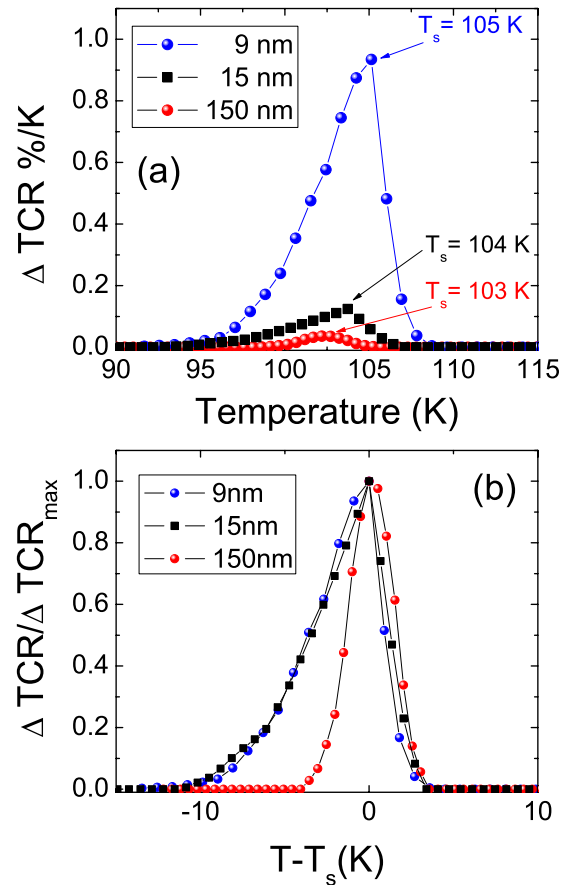 1.0
0.8
0.6
0.4
0.2
0.0
Δ TCR %/K
9 nm
15 nm
150 nm
(a)
T_s = 105 K
T_s = 104 K
T_s = 103 K
90 95 100 105 110 115
Temperature (K)
1.0
0.8
0.6
0.4
0.2
0.0
Δ TCR/Δ TCR_max
9nm
15nm
150nm
(b)
-10 0 10
T-T_s(K)